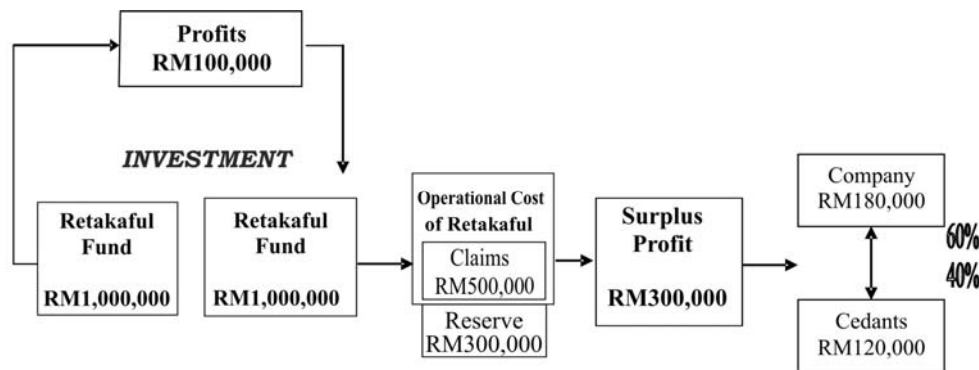 Profits
RM100,000
INVESTMENT
Retakaful
Fund
RM1,000,000
Retakaful
Fund
RM1,000,000
Operational Cost
of Retakaful
Claims
RM500,000
Reserve
RM300,000
Surplus
Profit
RM300,000
Company
RM180,000
60%
40%
Cedants
RM120,000